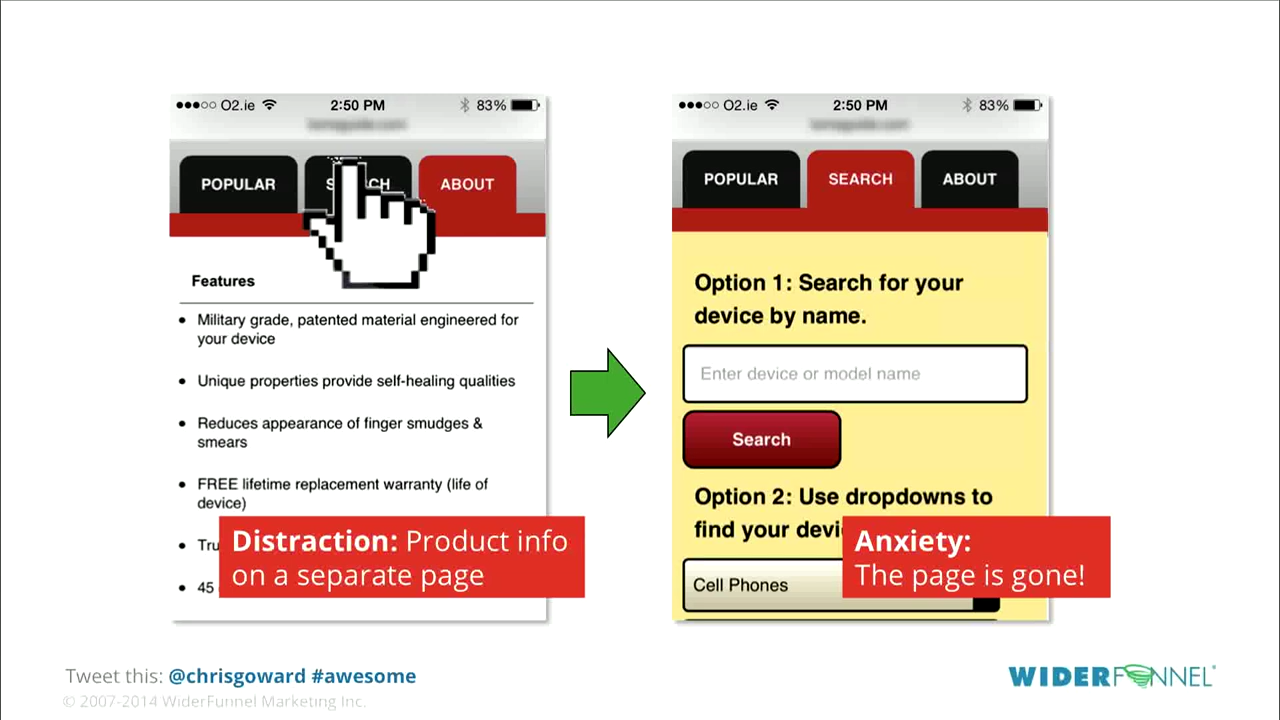 O2.ie 2:50 PM 83%
POPULAR
ABOUT
Features
Military grade, patented material engineered for
your device
Unique properties provide self-healing qualities
Reduces appearance of finger smudges &
smears
FREE lifetime replacement warranty (life of
device)
45
Distraction: Product info
on a separate page
O2.ie 2:50 PM 83%
POPULAR
SEARCH
ABOUT
Option 1: Search for your
device by name.
Enter device or model name
Search
Option 2: Use dropdowns to
find your
Cell Phones
Anxiety:
The page is gone!
Tweet this: @chrisgoward #awesome
© 2007-2014 WiderFunnel Marketing Inc.
WIDERFUNNEL